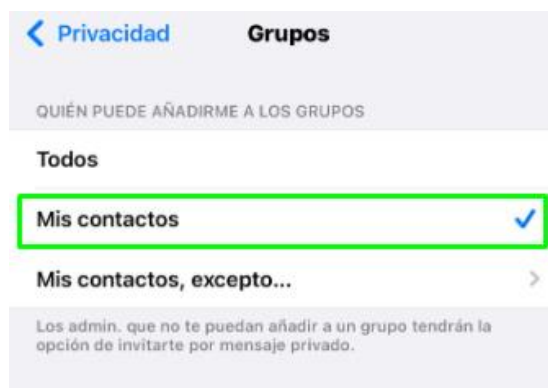 Privacidad Grupos
QUIÉN PUEDE AÑADIRME A LOS GRUPOS
Todos
Mis contactos
Mis contactos, excepto...
Los admin. que no te puedan añadir a un grupo tendrán la
opción de invitarte por mensaje privado.